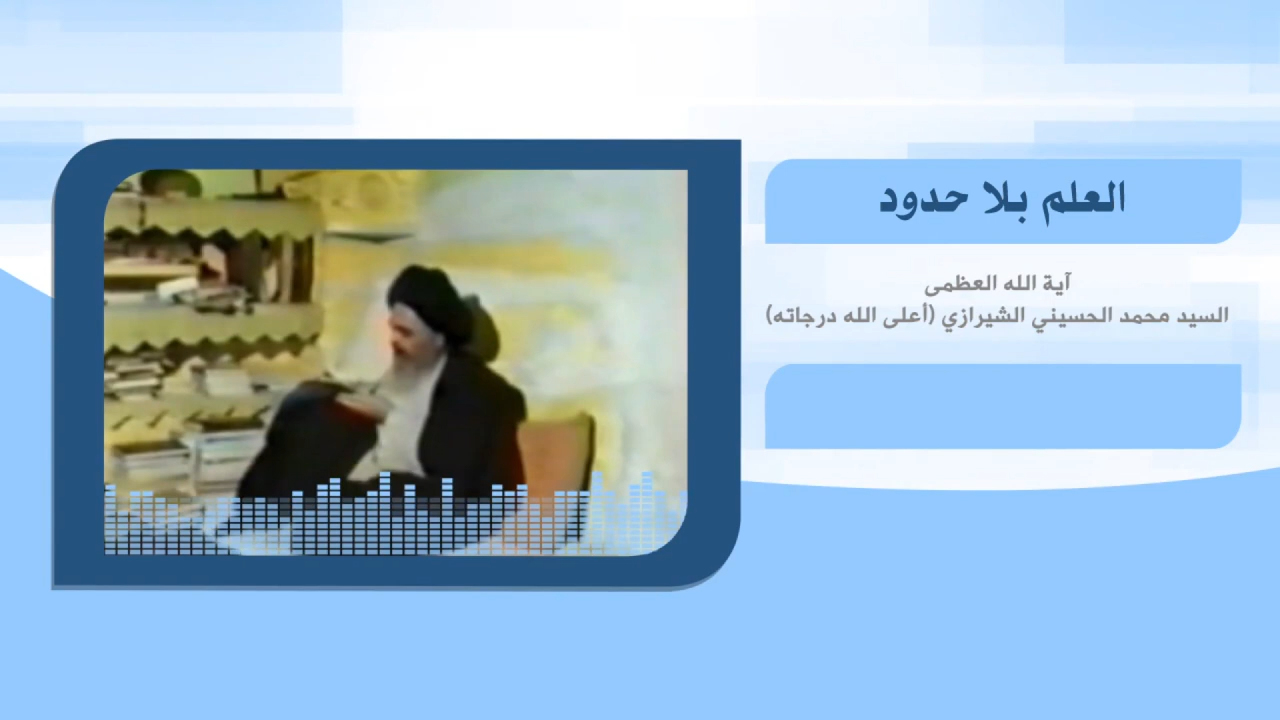 العلم بلا حدود
آية الله العظمى
السيد محمد الحسيني الشيرازي (أعلى الله درجاته)